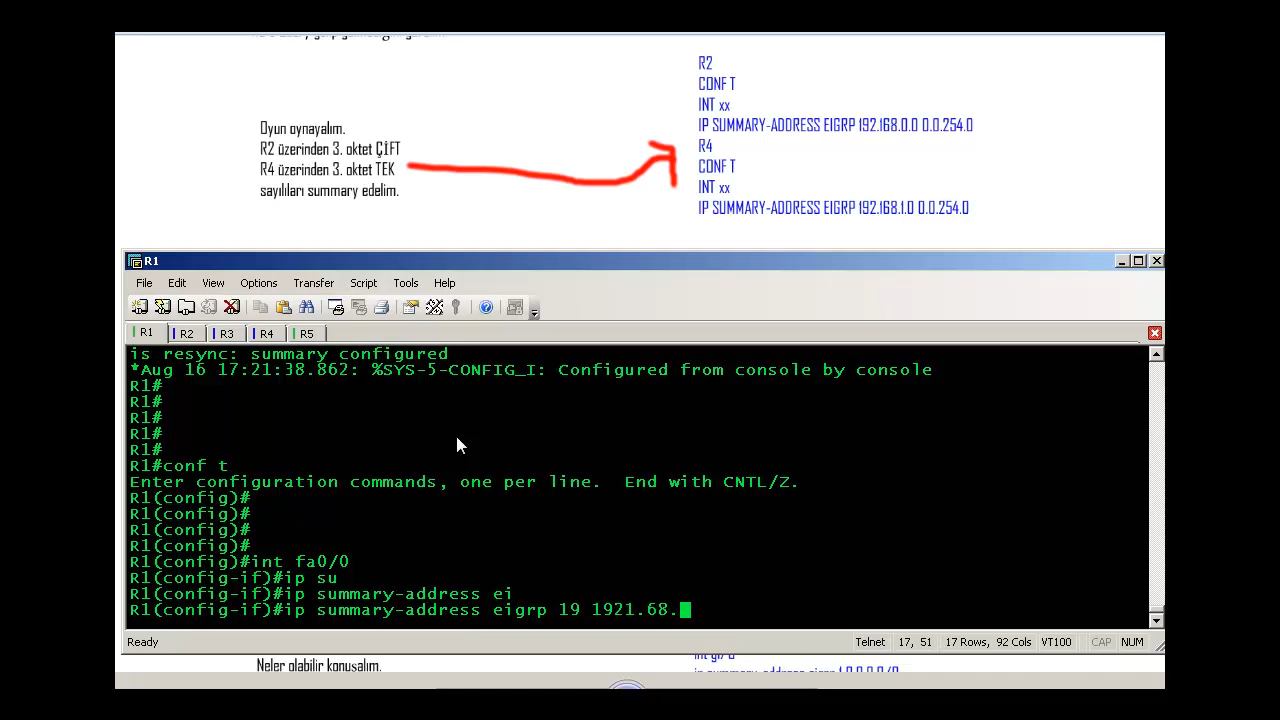 R2
CONF T
INT xx
IP SUMMARY-ADDRESS EIGRP 192.168.0.0 0.0.254.0
R4
CONF T
INT xx
IP SUMMARY-ADDRESS EIGRP 192.168.1.0 0.0.254.0
Oyun oynayalım.
R2 üzerinden 3. oktet ÇİFT
R4 üzerinden 3. oktet TEK
sayılıları summary edelim.
R1
File Edit View Options Transfer Script Tools Help
R1 R2 R3 R4 R5
is resync: summary configured
*Aug 16 17:21:38.862: %SYS-5-CONFIG_I: Configured from console by console
R1#
R1#
R1#
R1#
R1#
R1#conf t
Enter configuration commands, one per line.  End with CNTL/Z.
R1(config)#
R1(config)#
R1(config)#
R1(config)#
R1(config)#int fa0/0
R1(config-if)#ip su
R1(config-if)#ip summary-address ei
R1(config-if)#ip summary-address eigrp 19 1921.68.
Ready Telnet 17, 51 17 Rows, 92 Cols VT100 CAP NUM
Neler olabilir konuşalım.